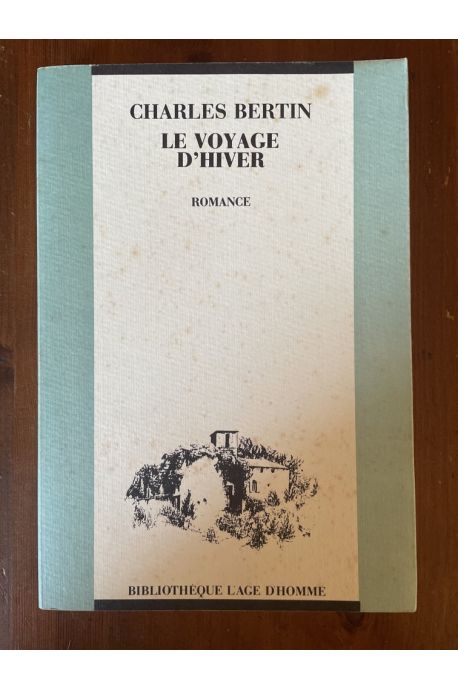 CHARLES BERTIN
LE VOYAGE
D'HIVER
ROMANCE
BIBLIOTHÈQUE L'AGE D'HOMME